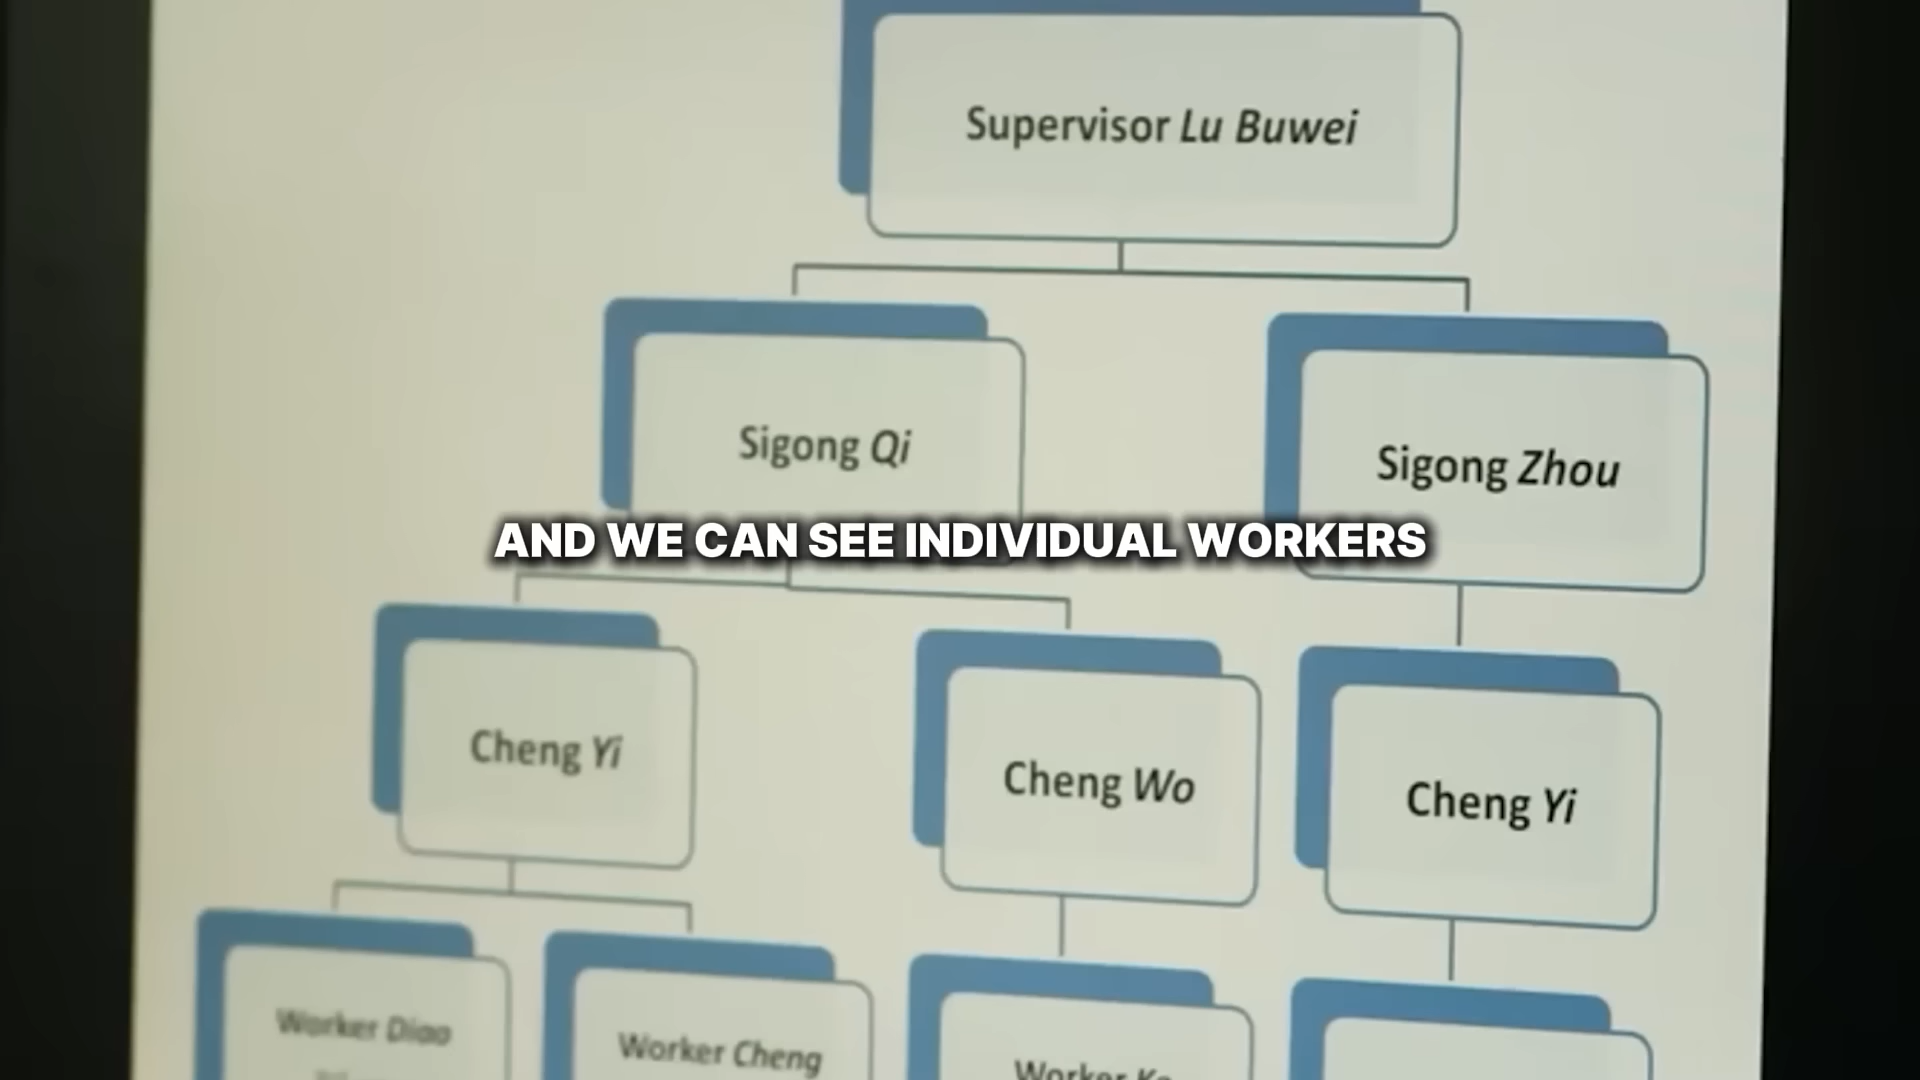 Supervisor Lu Buwei
Sigong Qi
Sigong Zhou
AND WE CAN SEE INDIVIDUAL WORKERS
Cheng Yi
Cheng Wo
Cheng Yi
Worker Diao
Worker Cheng
Worker